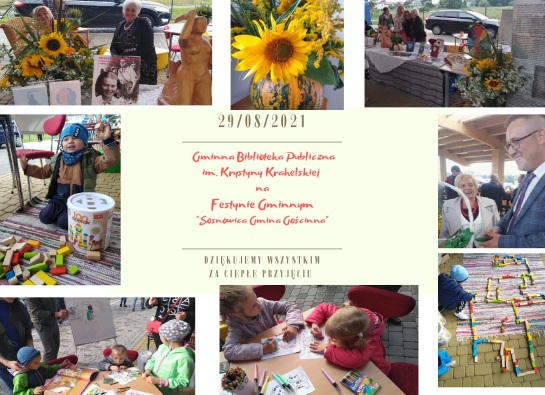 29/08/2021
Gminna Biblioteka Publiczna
im. Krystyny Krahelskiej
na
Festynie Gminnym
"Sosnowica Gmina Gościnna"
DZIĘKUJEMY WSZYSTKIM
ZA CIEPŁE PRZYJĘCIE
100